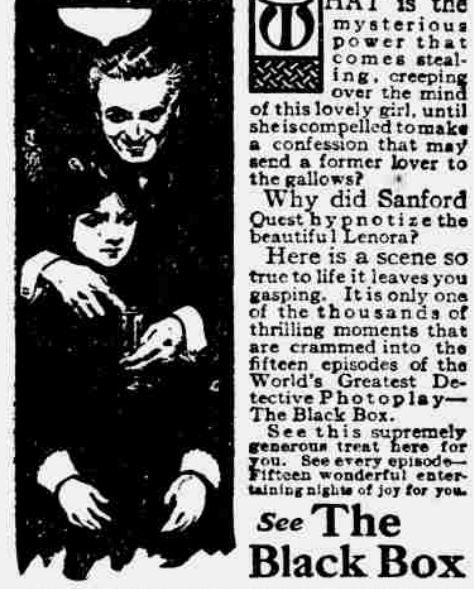 THAT is the
mysterious
power that
comes steal-
ing, creeping
over the mind
of this lovely girl, until
she is compelled to make
a confession that may
send a former lover to
the gallows?
Why did Sanford
Quest hypnotize the
beautiful Lenora?
Here is a scene so
true to life it leaves you
gasping. It is only one
of the thousands of
thrilling moments that
are crammed into the
fifteen episodes of the
World's Greatest De-
tective Photoplay—
The Black Box.
See this supremely
generous treat here for
you. See every episode—
Fifteen wonderful enter-
taining nights of joy for you.
See The
Black Box